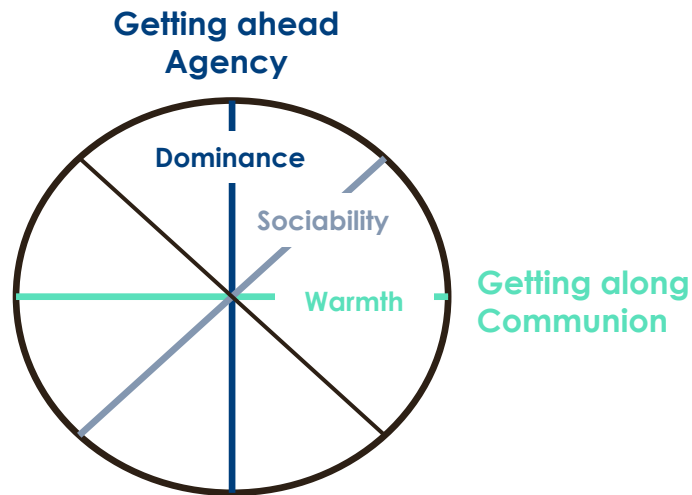 Getting ahead
Agency
Dominance
Sociability
Warmth
Getting along
Communion